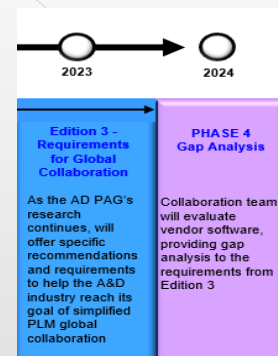 2023
2024
Edition 3 -
Requirements
for Global
Collaboration
As the AD PAG's
research
continues, will
offer specific
recommendations
and requirements
to help the A&D
industry reach its
goal of simplified
PLM global
collaboration
PHASE 4
Gap Analysis
Collaboration team
will evaluate
vendor software,
providing gap
analysis to the
requirements from
Edition 3